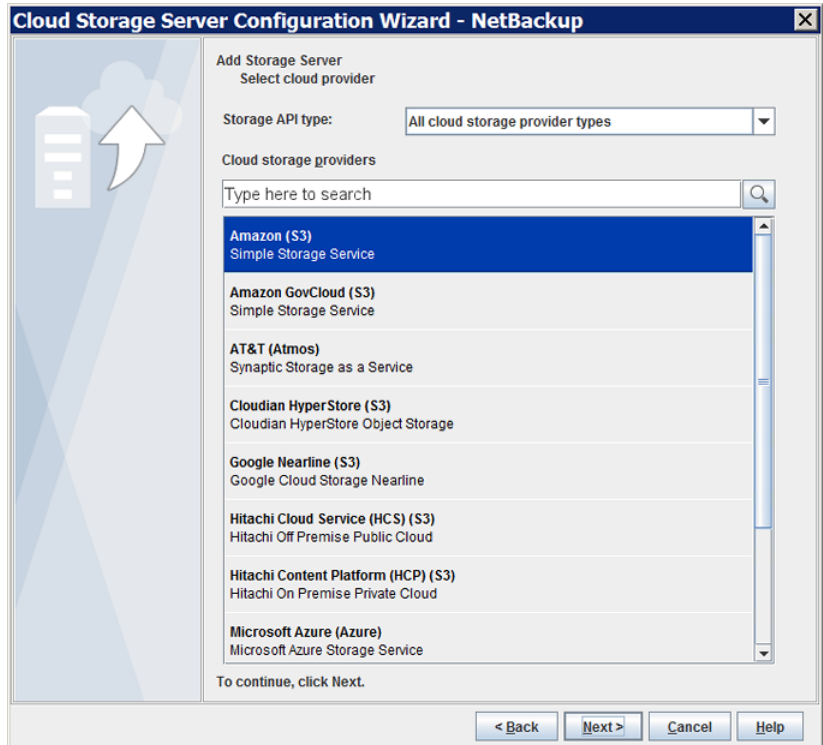 Cloud Storage Server Configuration Wizard - NetBackup
Add Storage Server
Select cloud provider
Storage API type:
All cloud storage provider types
Cloud storage providers
Type here to search
Amazon (S3)
Simple Storage Service
Amazon GovCloud (S3)
Simple Storage Service
AT&T (Atmos)
Synaptic Storage as a Service
Cloudian HyperStore (S3)
Cloudian HyperStore Object Storage
Google Nearline (S3)
Google Cloud Storage Nearline
Hitachi Cloud Service (HCS) (S3)
Hitachi Off Premise Public Cloud
Hitachi Content Platform (HCP) (S3)
Hitachi On Premise Private Cloud
Microsoft Azure (Azure)
Microsoft Azure Storage Service
To continue, click Next.
< Back
Next >
Cancel
Help